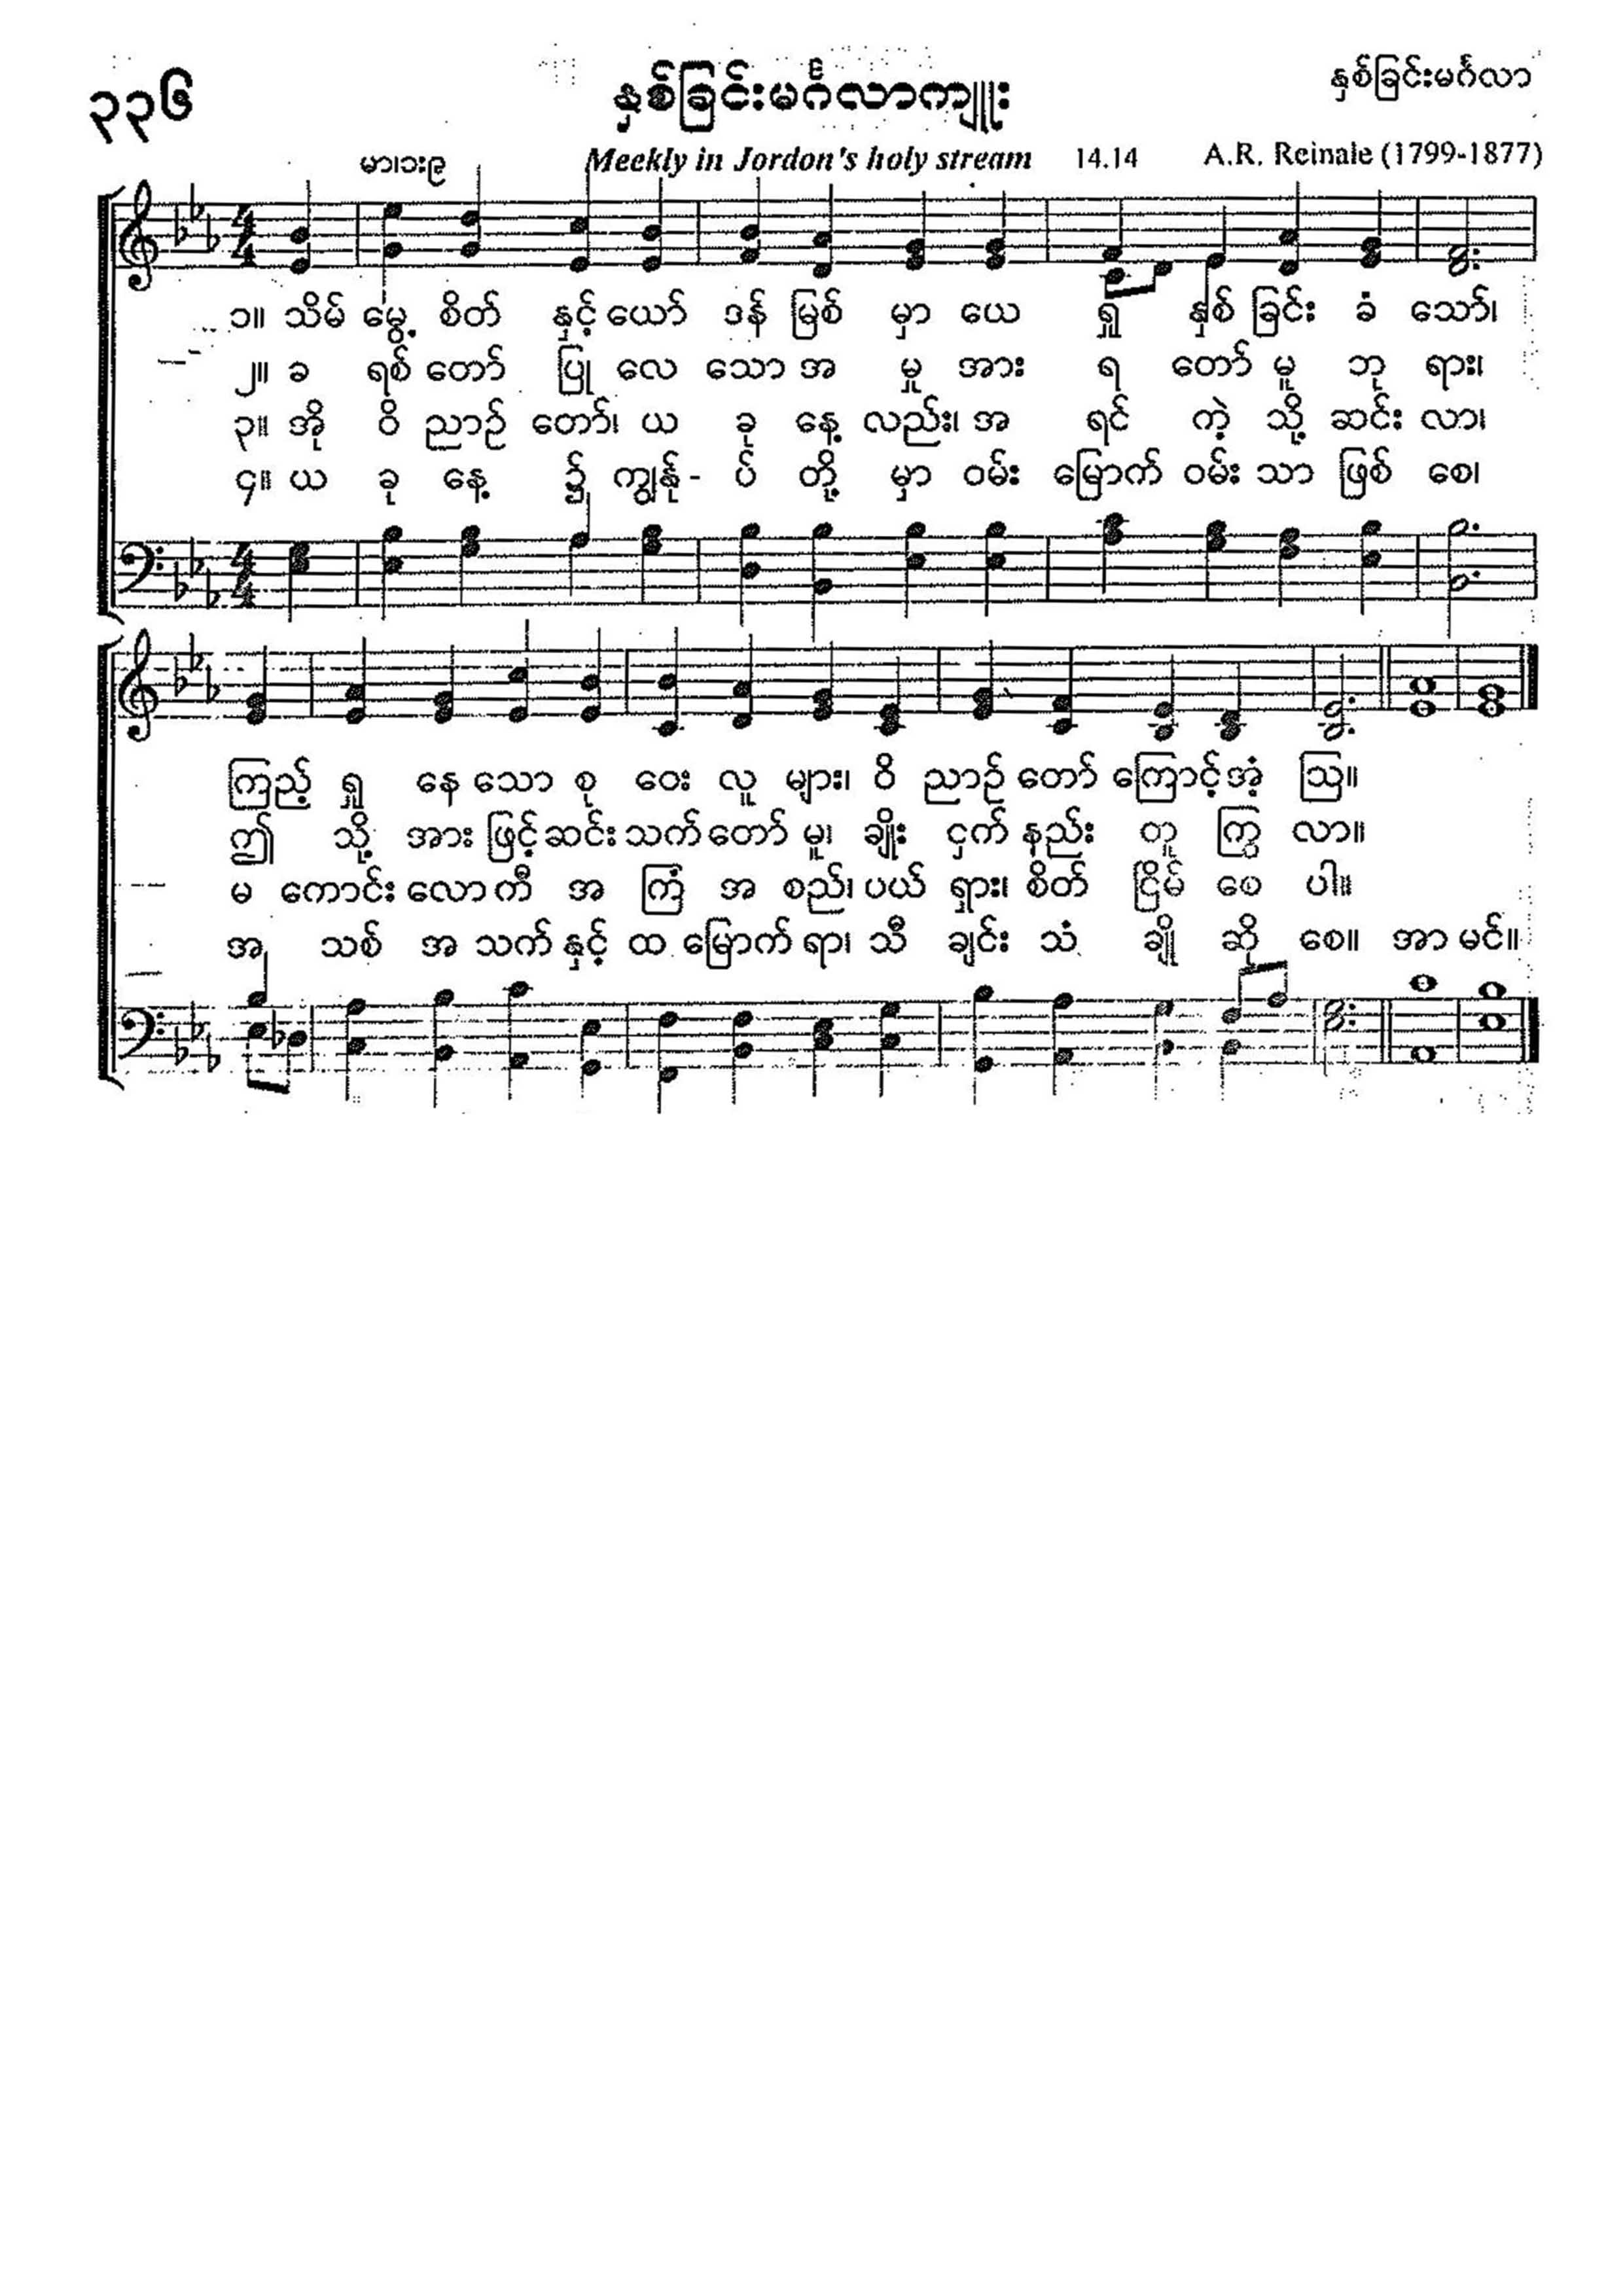 ၃၃၆
နှစ်ခြင်းမင်္ဂလာကျူး
နှစ်ခြင်းမင်္ဂလာ
မာ၊၁း၉ Meekly in Jordon's holy stream 14.14 A.R. Reinale (1799-1877)
၁။ သိမ် မွေ့ စိတ် နှင့် ယော် ဒန် မြစ် မှာ ယေ ရှု နှစ် ခြင်း ခံ သော်၊
၂။ ခ ရစ် တော် ပြု လေ သော အ မှု အား ရ တော် မူ ဘု ရား၊
၃။ အို ဝိ ညာဉ် တော်၊ ယ ခု နေ့ လည်း၊ အ ရင် ကဲ့ သို့ ဆင်း လာ၊
၄။ ယ ခု နေ့ ၌ ကျွန်ု - ပ် တို့ မှာ ဝမ်း မြောက် ဝမ်း သာ ဖြစ် စေ၊
ကြည့် ရှု နေ သော စု ဝေး လူ များ၊ ဝိ ညာဉ် တော် ကြောင့် အံ့ ဩ။
ဤ သို့ အား ဖြင့် ဆင်း သက် တော် မူ၊ ချိုး ငှက် နည်း တူ ကြွ လာ။
မ ကောင်း လော ကီ အ ကြံ အ စည်၊ ပယ် ရှား၊ စိတ် ငြိမ် စေ ပါ။
အ သစ် အ သက် နှင့် ထ မြောက် ရာ၊ သီ ချင်း သံ ချို ဆို စေ။ အာ မင်။